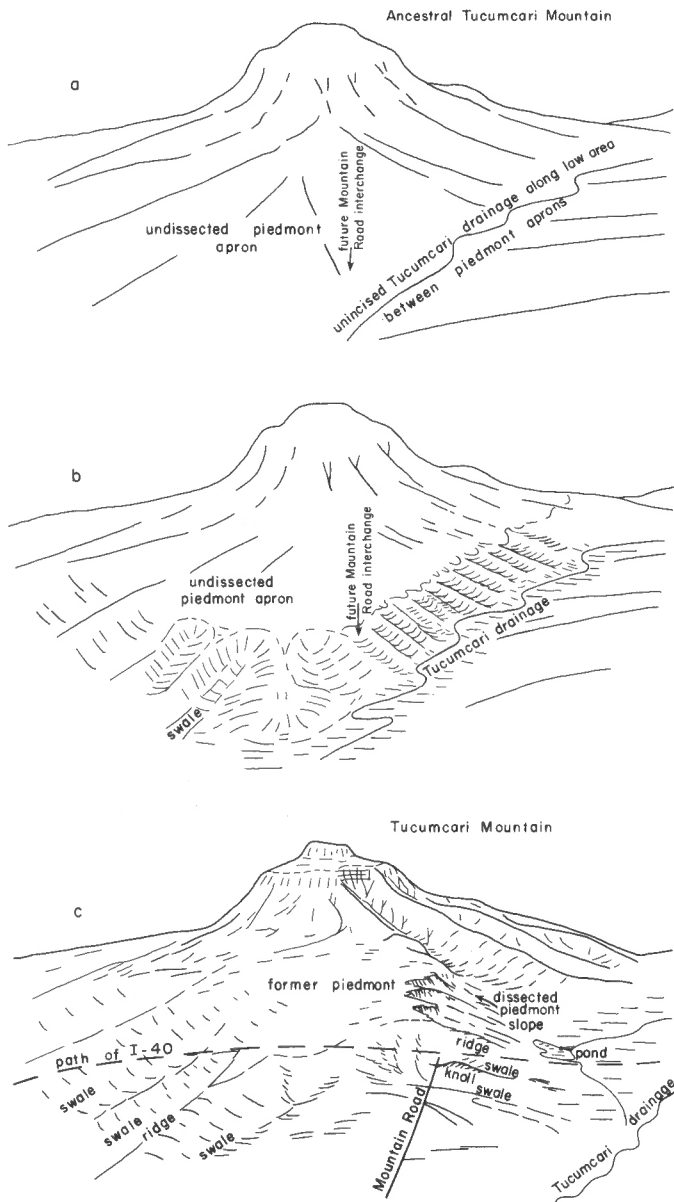 Ancestral Tucumcari Mountain
a
undissected piedmont
apron
future Mountain
Road interchange
unincised Tucumcari drainage along low area
between piedmont aprons
b
undissected
piedmont apron
future Mountain
Road interchange
Tucumcari drainage
swale
Tucumcari Mountain
c
former piedmont
dissected
piedmont
slope
path of I-40
ridge
pond
swale
knoll
swale
swale
swale
ridge
swale
Mountain Road
Tucumcari drainage